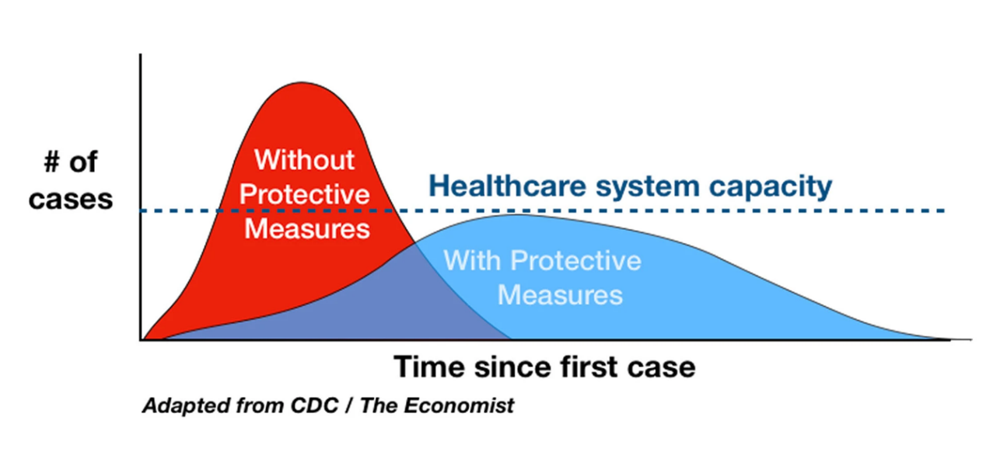 # of
cases
Without
Protective
Measures
Healthcare system capacity
With Protective
Measures
Time since first case
Adapted from CDC / The Economist